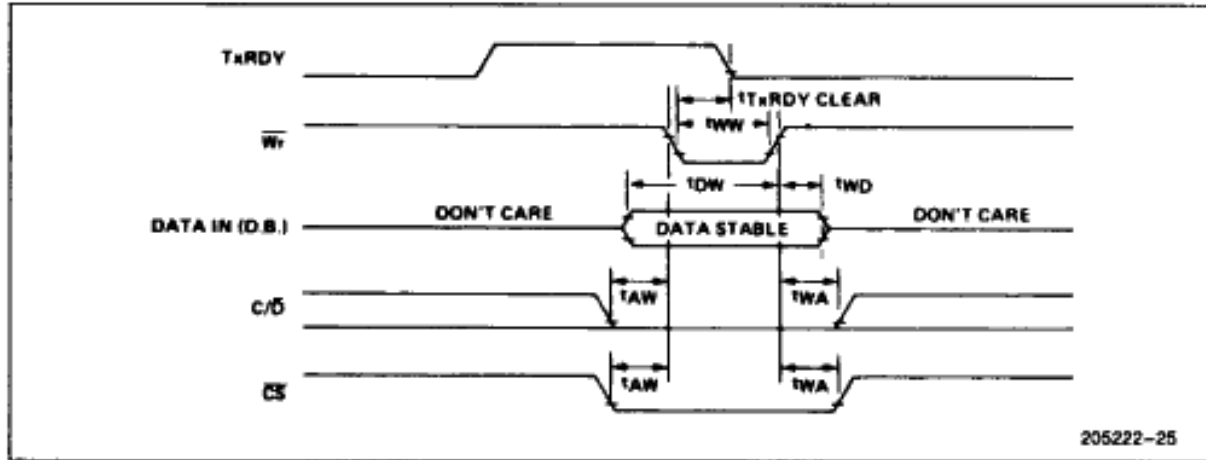 TxRDY
tTxRDY CLEAR
tWW
Wr
tDW
tWD
DON'T CARE
DATA IN (D.B.)
DATA STABLE
DON'T CARE
tAW
tWA
C/D
tAW
tWA
CS
205222-25